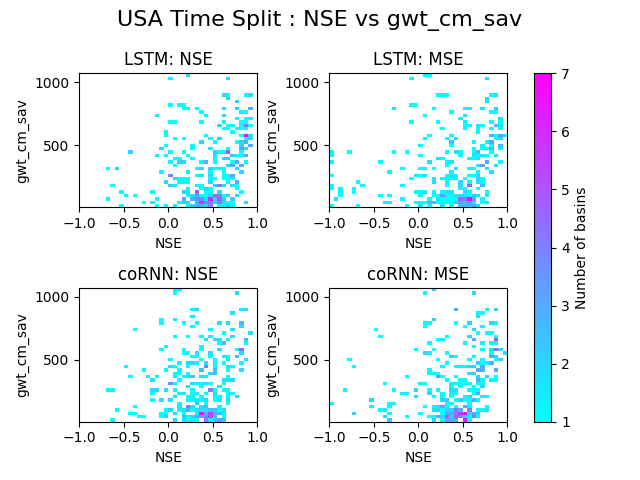 USA Time Split : NSE vs gwt_cm_sav
LSTM: NSE
LSTM: MSE
1000
500
gwt_cm_sav
−1.0 −0.5 0.0 0.5 1.0
NSE
1000
500
gwt_cm_sav
−1.0 −0.5 0.0 0.5 1.0
NSE
coRNN: NSE
coRNN: MSE
1000
500
gwt_cm_sav
−1.0 −0.5 0.0 0.5 1.0
NSE
1000
500
gwt_cm_sav
−1.0 −0.5 0.0 0.5 1.0
NSE
7
6
5
4
3
2
1
Number of basins